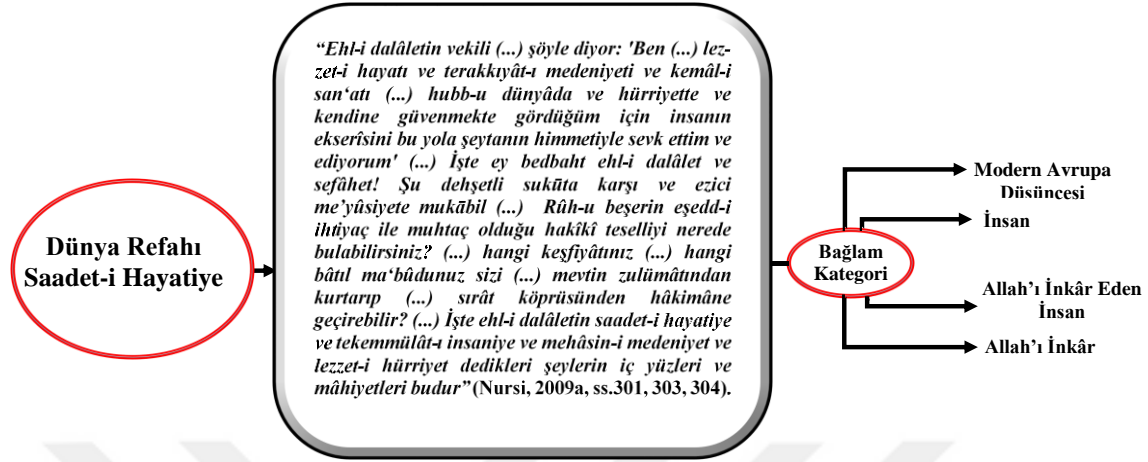 Dünya Refahı
Saadet-i Hayatiye
“Ehl-i dalâletin vekili (...) şöyle diyor: 'Ben (...) lez-
zet-i hayatı ve terakkıyât-ı medeniyeti ve kemâl-i
san‘atı (...) hubb-u dünyâda ve hürriyette ve
kendine güvenmekte gördüğüm için insanın
ekserîsini bu yola şeytanın himmetiyle sevk ettim ve
ediyorum' (...) İşte ey bedbaht ehl-i dalâlet ve
sefâhet! Şu dehşetli sukūta karşı ve ezici
me’yûsiyete mukābil (...) Rûh-u beşerin eşedd-i
ihtiyaç ile muhtaç olduğu hakîkî teselliyi nerede
bulabilirsiniz? (...) hangi keşfiyâtınız (...) hangi
bâtıl ma‘bûdunuz sizi (...) mevtin zulümâtından
kurtarıp (...) sırât köprüsünden hâkimâne
geçirebilir? (...) İşte ehl-i dalâletin saadet-i hayatiye
ve tekemmülât-ı insaniye ve mehâsin-i medeniyet ve
lezzet-i hürriyet dedikleri şeylerin iç yüzleri ve
mâhiyetleri budur” (Nursi, 2009a, ss.301, 303, 304).
Bağlam
Kategori
Modern Avrupa
Düşüncesi
İnsan
Allah’ı İnkâr Eden
İnsan
Allah’ı İnkâr